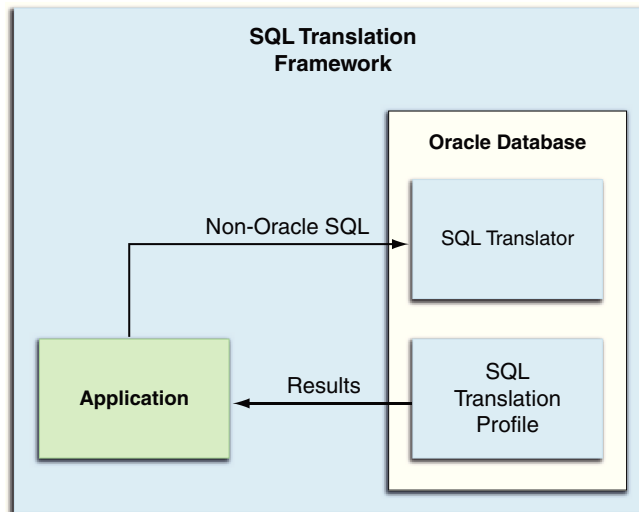 SQL Translation
Framework
Oracle Database
Non-Oracle SQL
SQL Translator
Application
Results
SQL
Translation
Profile